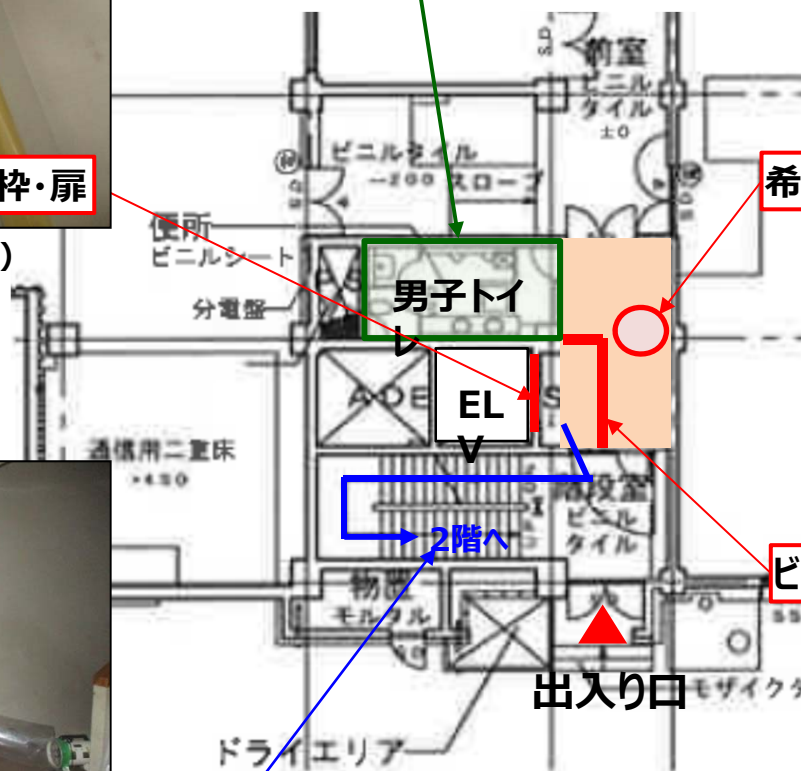 前室
ビニル
タイル
±0
枠・扉
ビニルタイル
-200 スロープ
希
)
便所
ビニルシート
分電盤
男子トイ
レ
EL
V
通信用二重床
階段室
ビニル
タイル
2階へ
物置
モルタル
ビ
出入り口
モザイクタ
ドライエリア